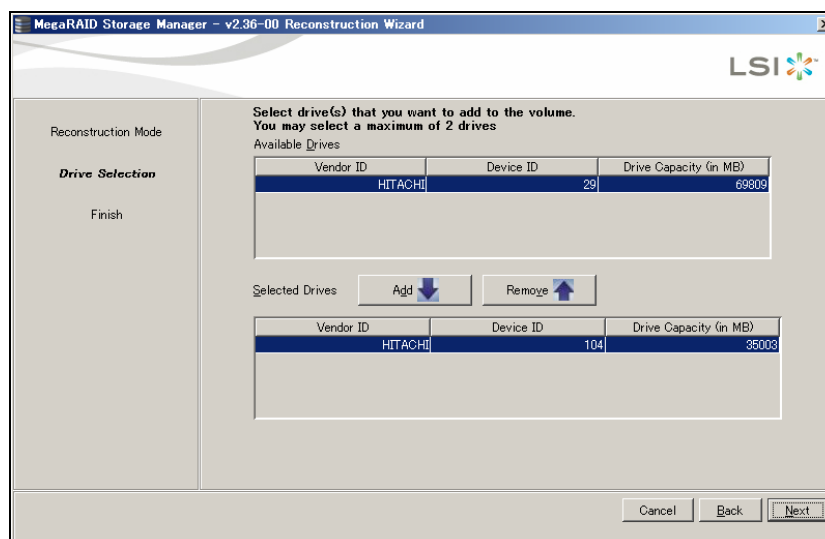 MegaRAID Storage Manager - v2.36-00 Reconstruction Wizard
LSI
Reconstruction Mode
Drive Selection
Finish
Select drive(s) that you want to add to the volume.
You may select a maximum of 2 drives
Available Drives
Vendor ID Device ID Drive Capacity (in MB)
HITACHI 29 69809
Selected Drives Add Remove
Vendor ID Device ID Drive Capacity (in MB)
HITACHI 104 35003
Cancel Back Next